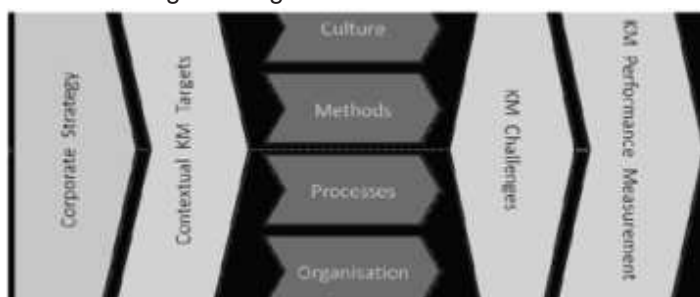 Corporate Strategy
Contextual KM Targets
Culture
Methods
Processes
Organisation
KM Challenges
KM Performance Measurement